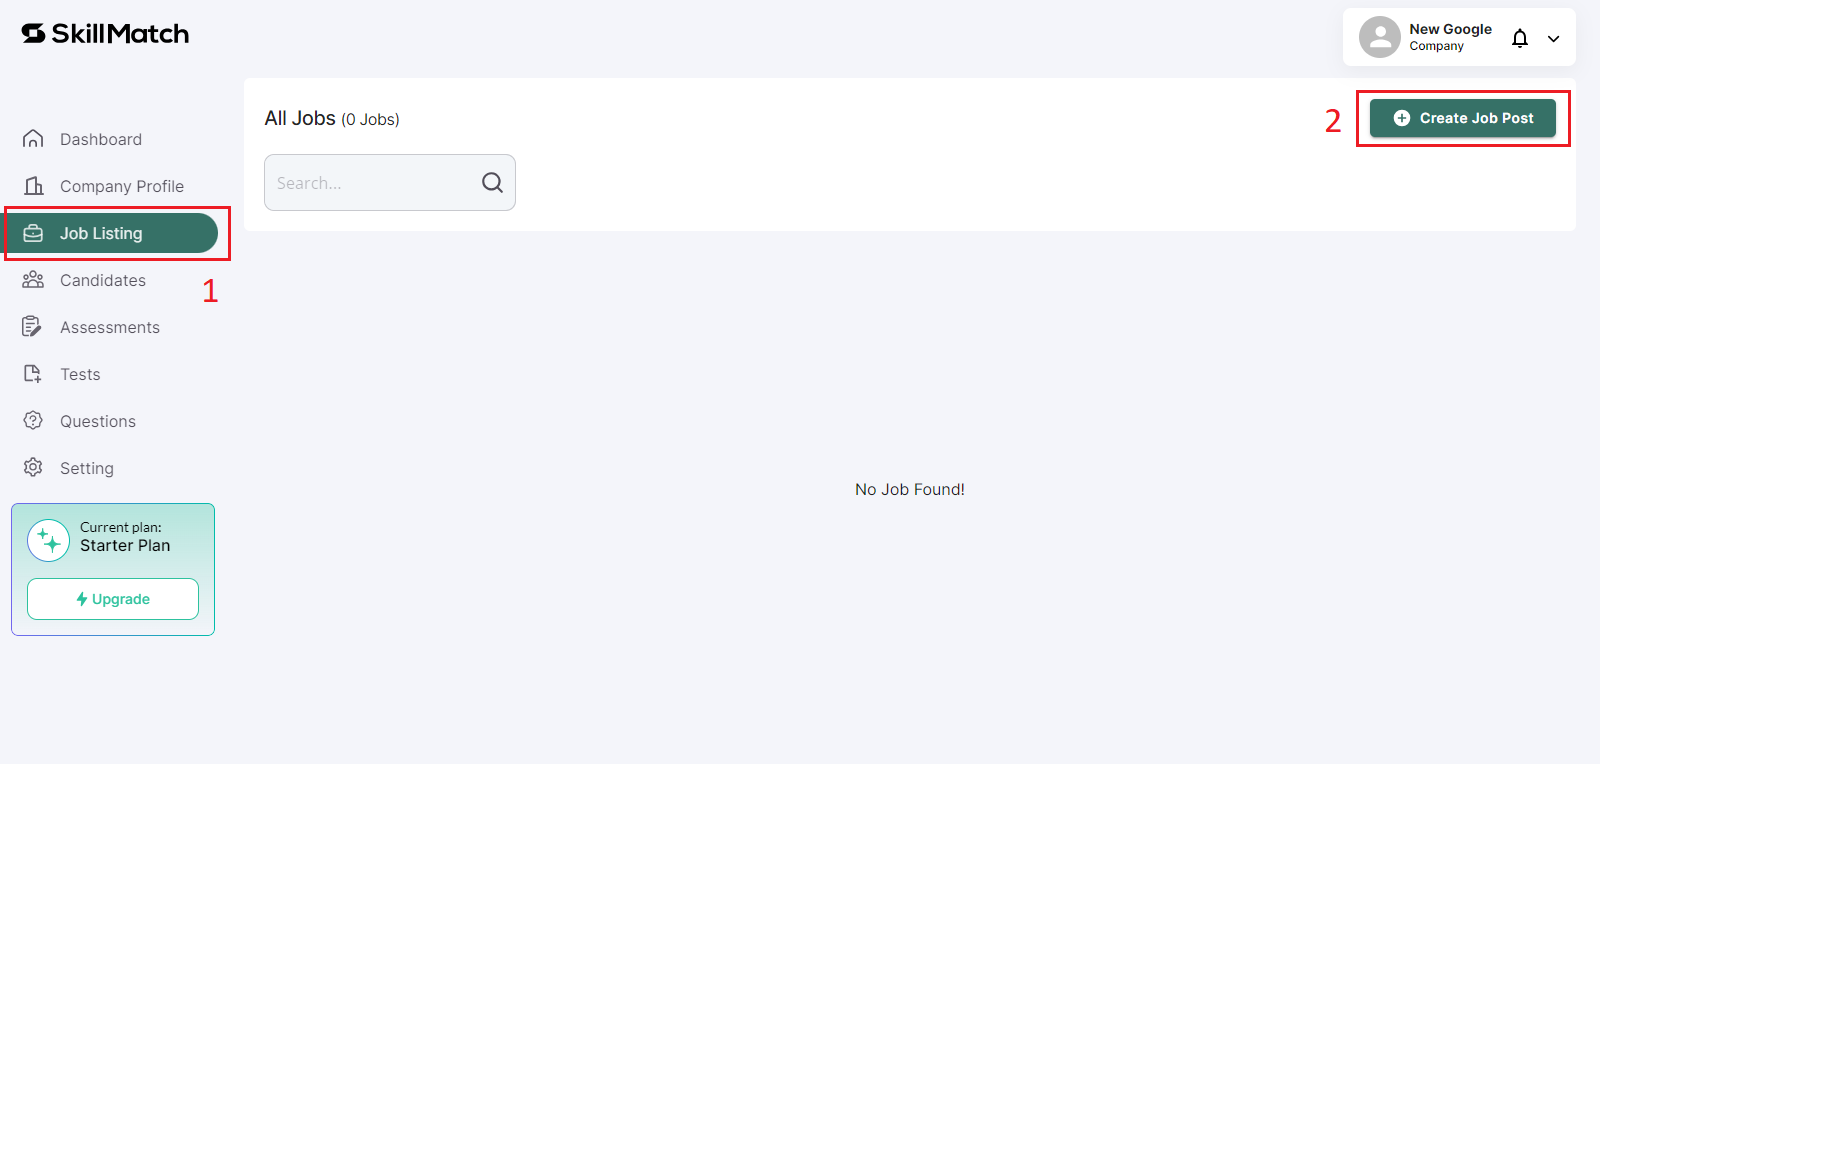 SkillMatch
New Google
Company
Dashboard
Company Profile
Job Listing
1
Candidates
Assessments
Tests
Questions
Setting
Current plan:
Starter Plan
Upgrade
All Jobs (0 Jobs)
2
Create Job Post
Search...
No Job Found!